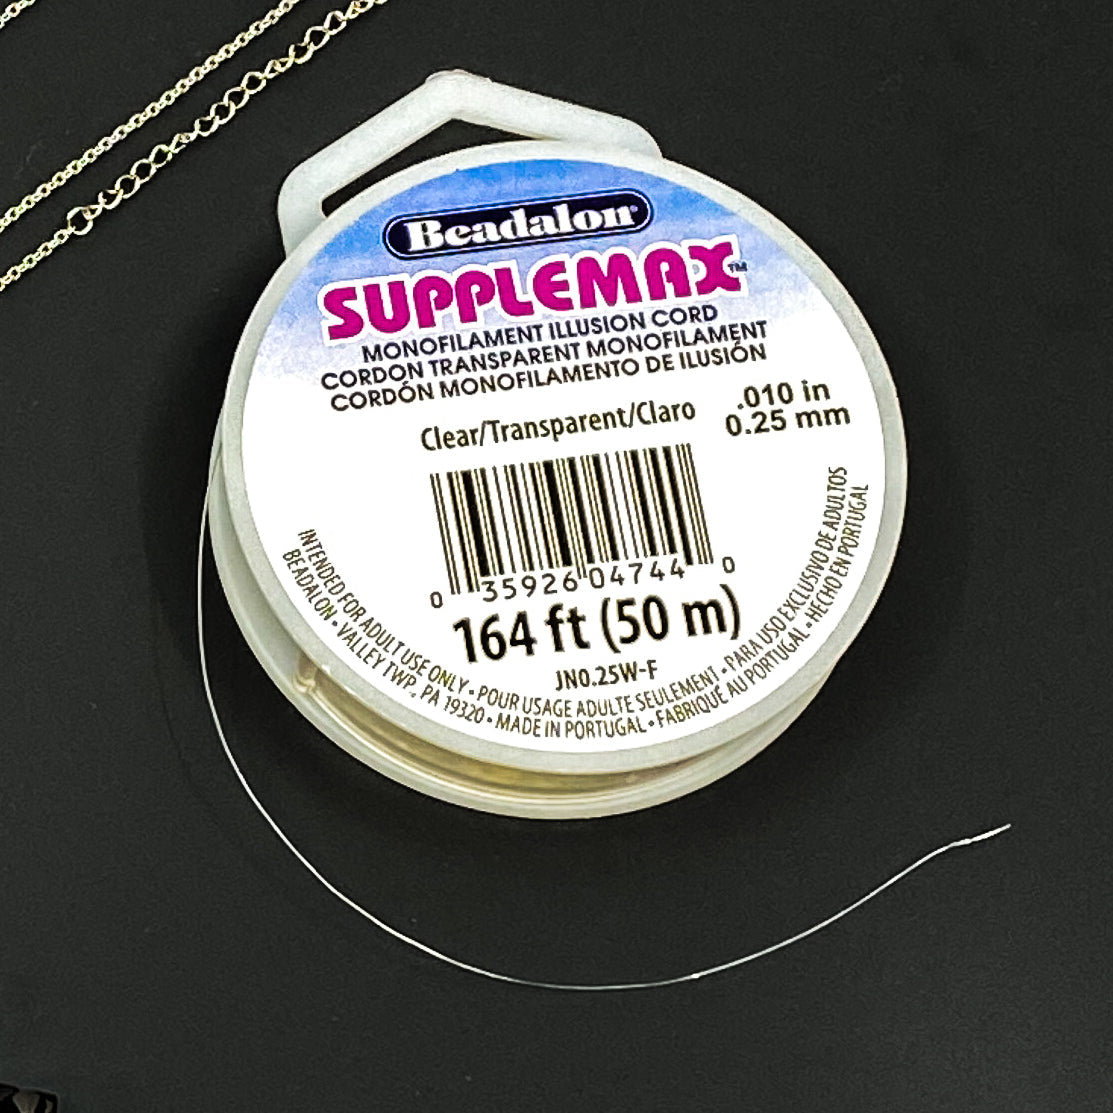 Beadalon®
SUPPLEMAX™
MONOFILAMENT ILLUSION CORD
CORDON TRANSPARENT MONOFILAMENT
CORDÓN MONOFILAMENTO DE ILUSIÓN
Clear/Transparent/Claro
.010 in
0.25 mm
0 35926 04744 0
164 ft (50 m)
JN0.25W-F
INTENDED FOR ADULT USE ONLY • POUR USAGE ADULTE SEULEMENT • PARA USO EXCLUSIVO DE ADULTOS
BEADALON • VALLEY TWP., PA 19320 • MADE IN PORTUGAL • FABRIQUÉ AU PORTUGAL • HECHO EN PORTUGAL